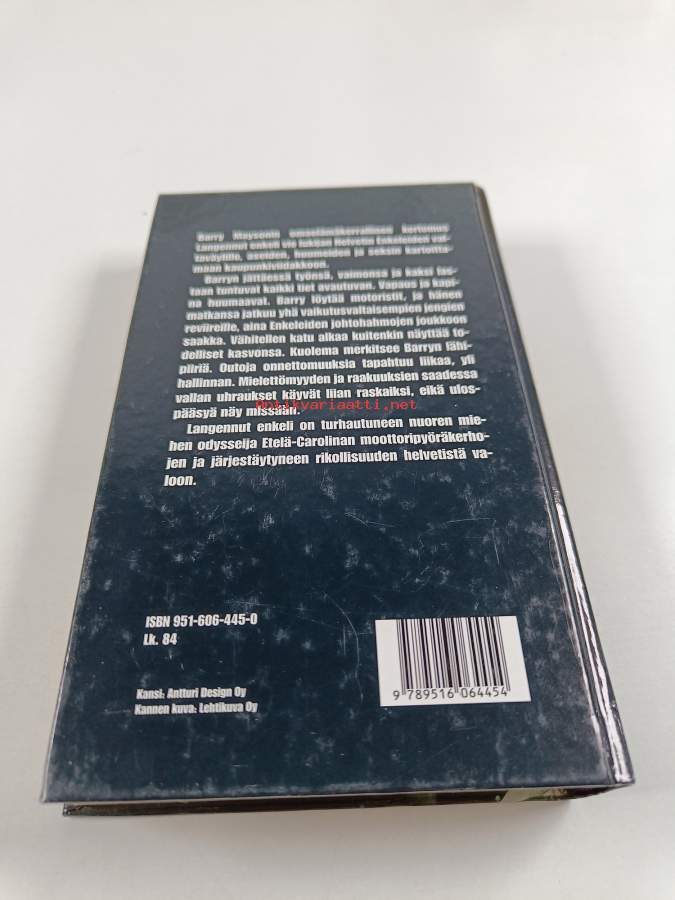 Barry Maysonin omaelämäkerrallinen kertomus
Langennut enkeli vie lukijan Helvetin Enkeleiden val-
taväylille, aseiden, huumeiden ja seksin kartoitta-
maan kaupunkiviidakkoon.
Barryn jättäessä työnsä, vaimonsa ja kaksi las-
taan tuntuvat kaikki tiet avautuvan. Vapaus ja kapi-
na huumaavat. Barry löytää motoristit, ja hänen
matkansa jatkuu yhä vaikutusvaltaisempien jengien
reviireille, aina Enkeleiden johtohahmojen joukkoon
saakka. Vähitellen katu alkaa kuitenkin näyttää to-
delliset kasvonsa. Kuolema merkitsee Barryn lähi-
piiriä. Outoja onnettomuuksia tapahtuu liikaa, yli
hallinnan. Mielettömyyden ja raakuuksien saadessa
vallan uhraukset käyvät liian raskaiksi, eikä ulos-
pääsyä näy missään.
Antikvariaatti.net
Langennut enkeli on turhautuneen nuoren mie-
hen odysseija Etelä-Carolinan moottoripyöräkerho-
jen ja järjestäytyneen rikollisuuden helvetistä va-
loon.
ISBN 951-606-445-0
Lk. 84
Kansi: Antturi Design Oy
Kannen kuva: Lehtikuva Oy
9 789516 064454